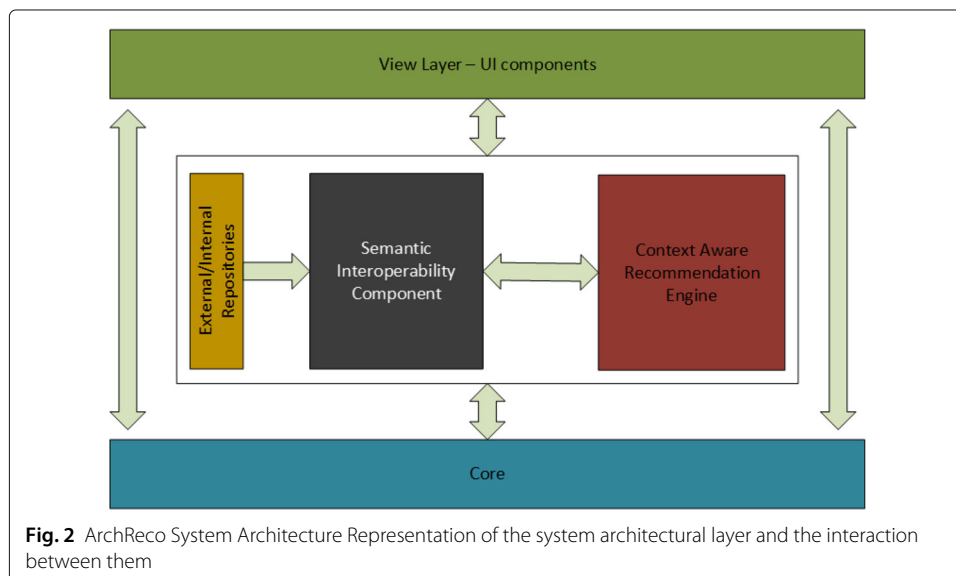 View Layer – UI components
External/Internal
Repositories
Semantic
Interoperability
Component
Context Aware
Recommendation
Engine
Core
Fig. 2 ArchReco System Architecture Representation of the system architectural layer and the interaction
between them